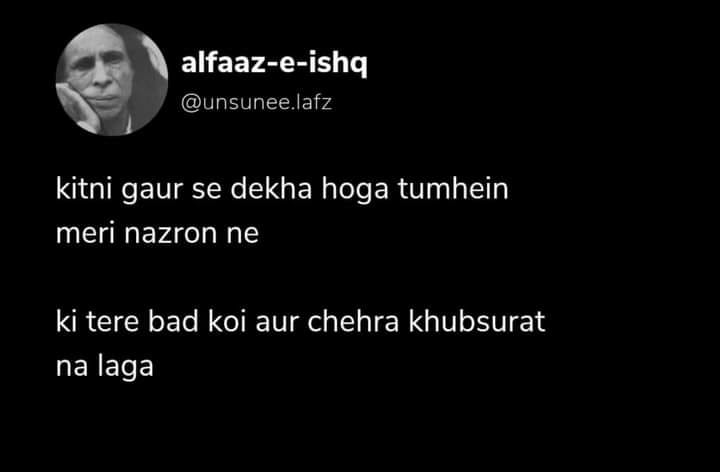 alfaaz-e-ishq
@unsunee.lafz
kitni gaur se dekha hoga tumhein
meri nazron ne
ki tere bad koi aur chehra khubsurat
na laga